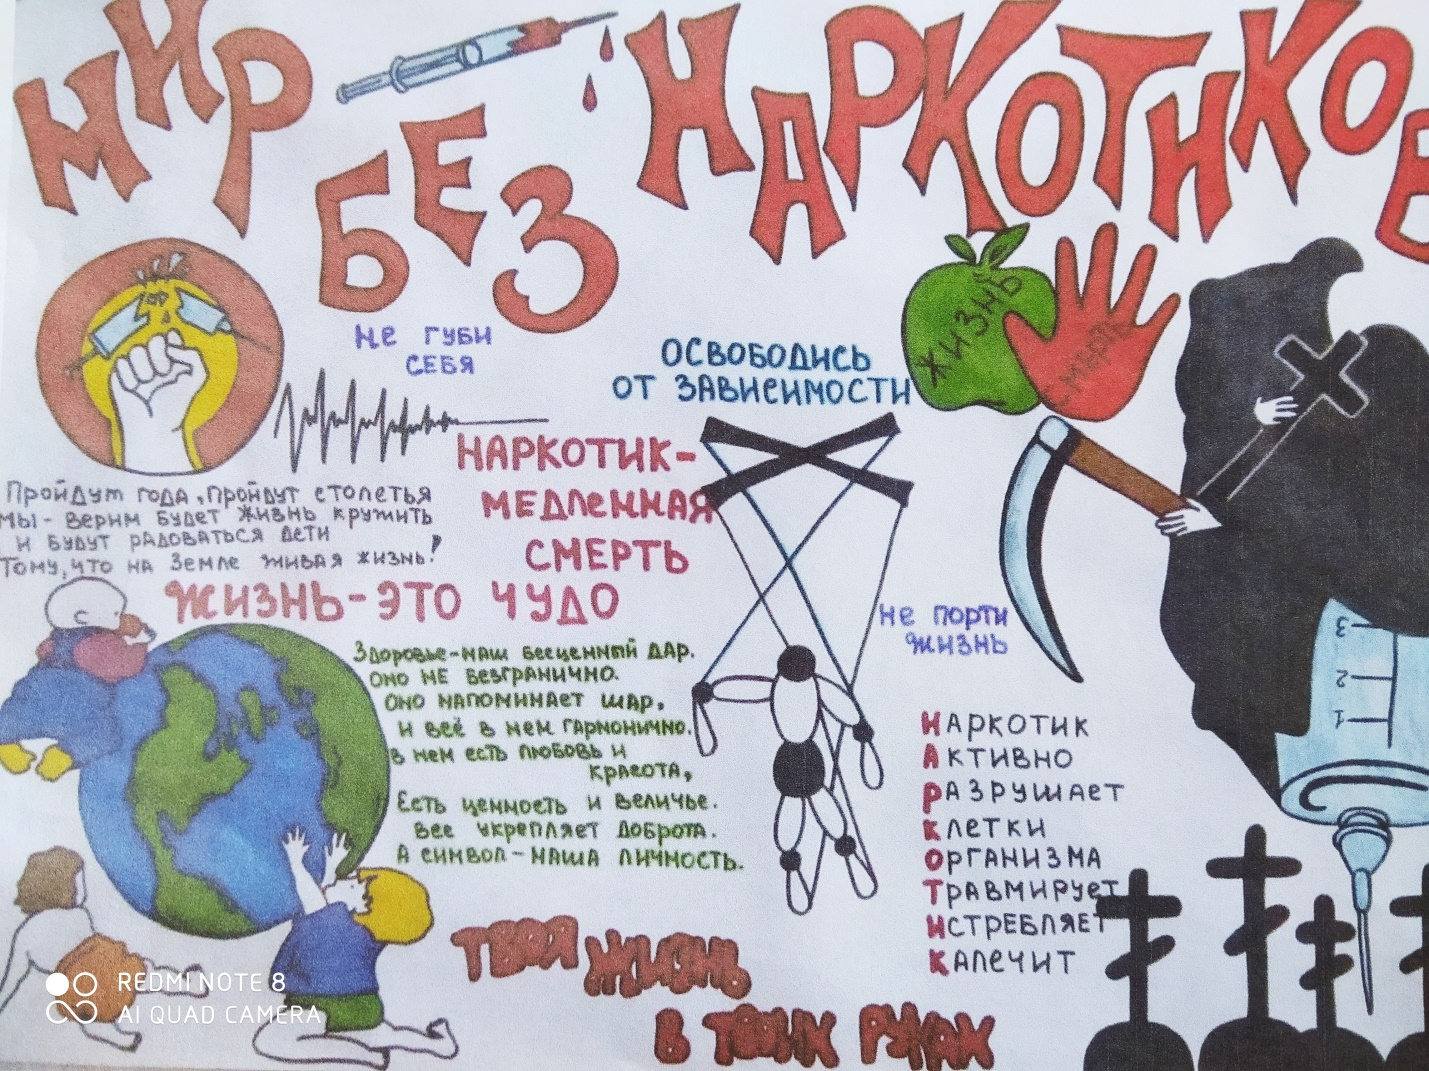 МИР БЕЗ НАРКОТИКОВ
НЕ ГУБИ
СЕБЯ
ОСВОБОДИСЬ
ОТ ЗАВИСИМОСТИ
ЖИЗНЬ
СМЕРТЬ
НАРКОТИК-
МЕДЛЕННАЯ
СМЕРТЬ
Пройдут года, пройдут столетья
Мы - верим будет жизнь кружить
и будут радоваться дети
Тому, что на Земле живая жизнь!
ЖИЗНЬ-ЭТО ЧУДО
Здоровье-наш бесценный дар.
Оно не безгранично.
Оно напоминает шар,
И всё в нем гармонично.
В нем есть любовь и
красота,
Есть ценность и величье.
Все укрепляет доброта.
А символ-наша личность.
НЕ ПОРТИ
ЖИЗНЬ
НАРКОТИК
АКТИВНО
РАЗРУШАЕТ
КЛЕТКИ
ОРГАНИЗМА
ТРАВМИРУЕТ
ИСТРЕБЛЯЕТ
КАЛЕЧИТ
3
2
1
ТВОЯ ЖИЗНЬ
В ТВОИХ РУКАХ
REDMI NOTE 8
AI QUAD CAMERA